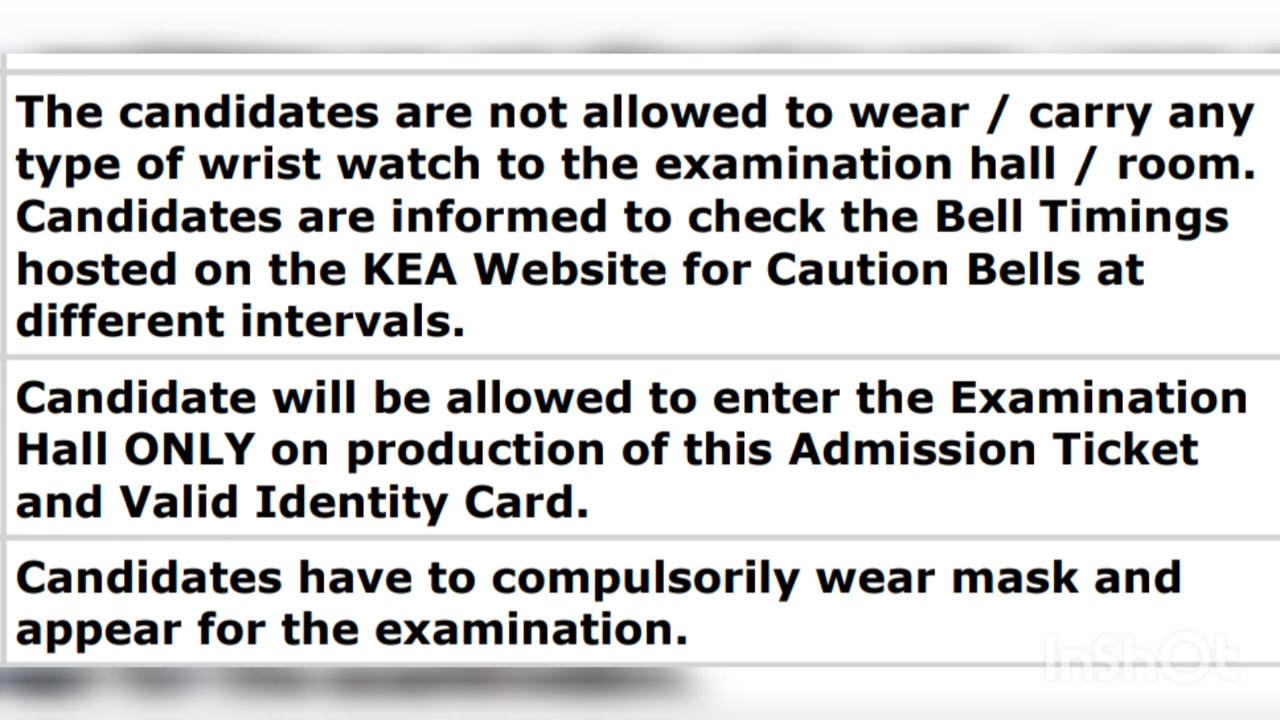 The candidates are not allowed to wear / carry any
type of wrist watch to the examination hall / room.
Candidates are informed to check the Bell Timings
hosted on the KEA Website for Caution Bells at
different intervals.
Candidate will be allowed to enter the Examination
Hall ONLY on production of this Admission Ticket
and Valid Identity Card.
Candidates have to compulsorily wear mask and
appear for the examination.
InShOt